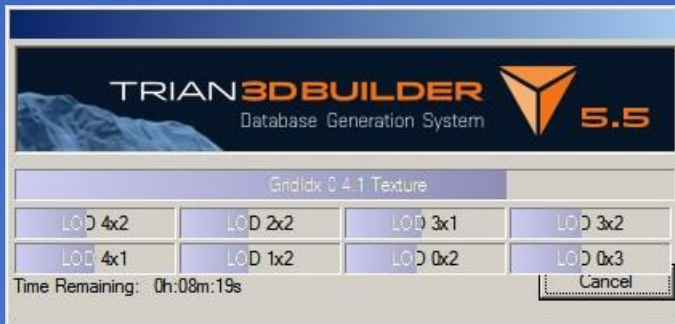 TRIAN3DBUILDER
Database Generation System
5.5
GridIdx 0 4.1 Texture
LOD 4x2 LOD 2x2 LOD 3x1 LOD 3x2
LOD 4x1 LOD 1x2 LOD 0x2 LOD 0x3
Time Remaining: 0h:08m:19s Cancel